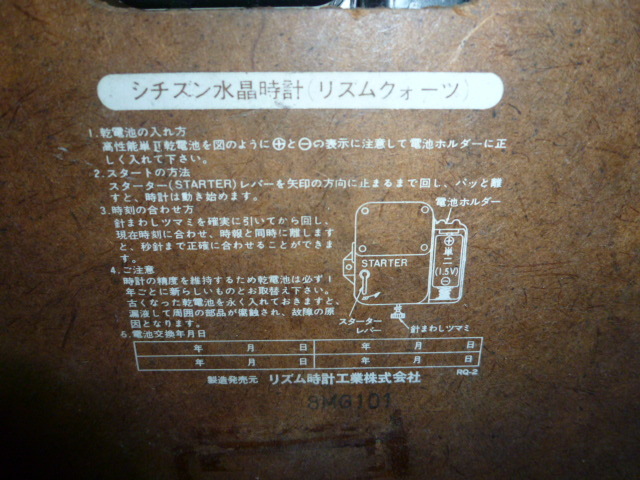 シチズン水晶時計(リズムクォーツ)
1.乾電池の入れ方
高性能単Ⅱ乾電池を図のように⊕と⊖の表示に注意して電池ホルダーに正
しく入れて下さい。
2.スタートの方法
スターター(STARTER)レバーを矢印の方向に止まるまで回し、パッと離
すと、時計は動き始めます。
3.時刻の合わせ方
針まわしツマミを確実に引いてから回し、
現在時刻に合わせ、時報と同時に離します
と、秒針まで正確に合わせることができま
す。
4.ご注意
時計の精度を維持するため乾電池は必ず1
年ごとに新らしいものとお取替え下さい。
古くなった乾電池を永く入れておきますと、
漏液して周囲の部品が腐触され、故障の原
因となります。
5.電池交換年月日
電池ホルダー
STARTER
⊕
単二
(1.5V)
⊖
スターター
レバー
針まわしツマミ
年 月 日 年 月 日
年 月 日 年 月 日
RQ-2
製造発売元 リズム時計工業株式会社
8MG101